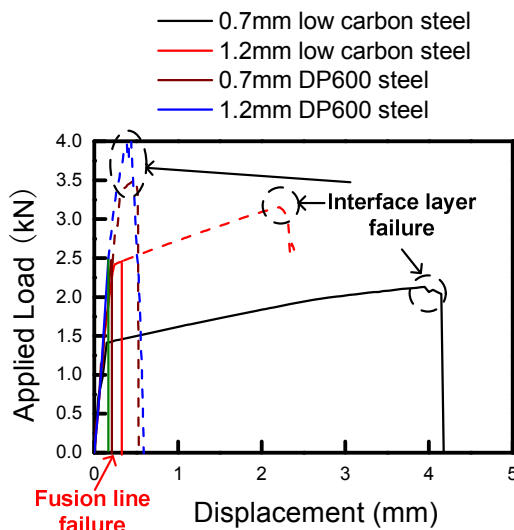 0.7mm low carbon steel
1.2mm low carbon steel
0.7mm DP600 steel
1.2mm DP600 steel
4.0
3.5
3.0
2.5
2.0
1.5
1.0
0.5
0.0
Applied Load (kN)
Interface layer
failure
0 1 2 3 4 5
Fusion line
failure
Displacement (mm)